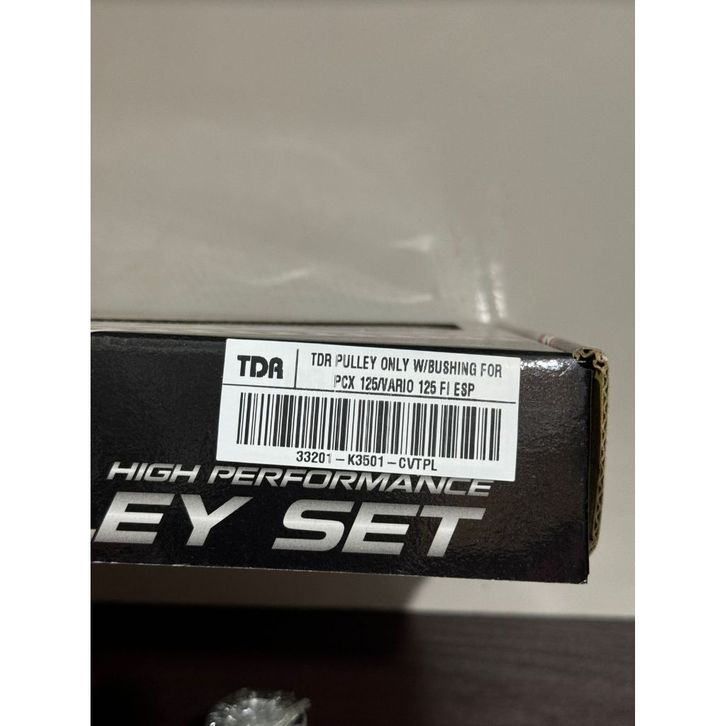 TDR
TDR PULLEY ONLY W/BUSHING FOR
PCX 125/VARIO 125 FI ESP
33201-K3501-CVTPL
HIGH PERFORMANCE
LEY SET